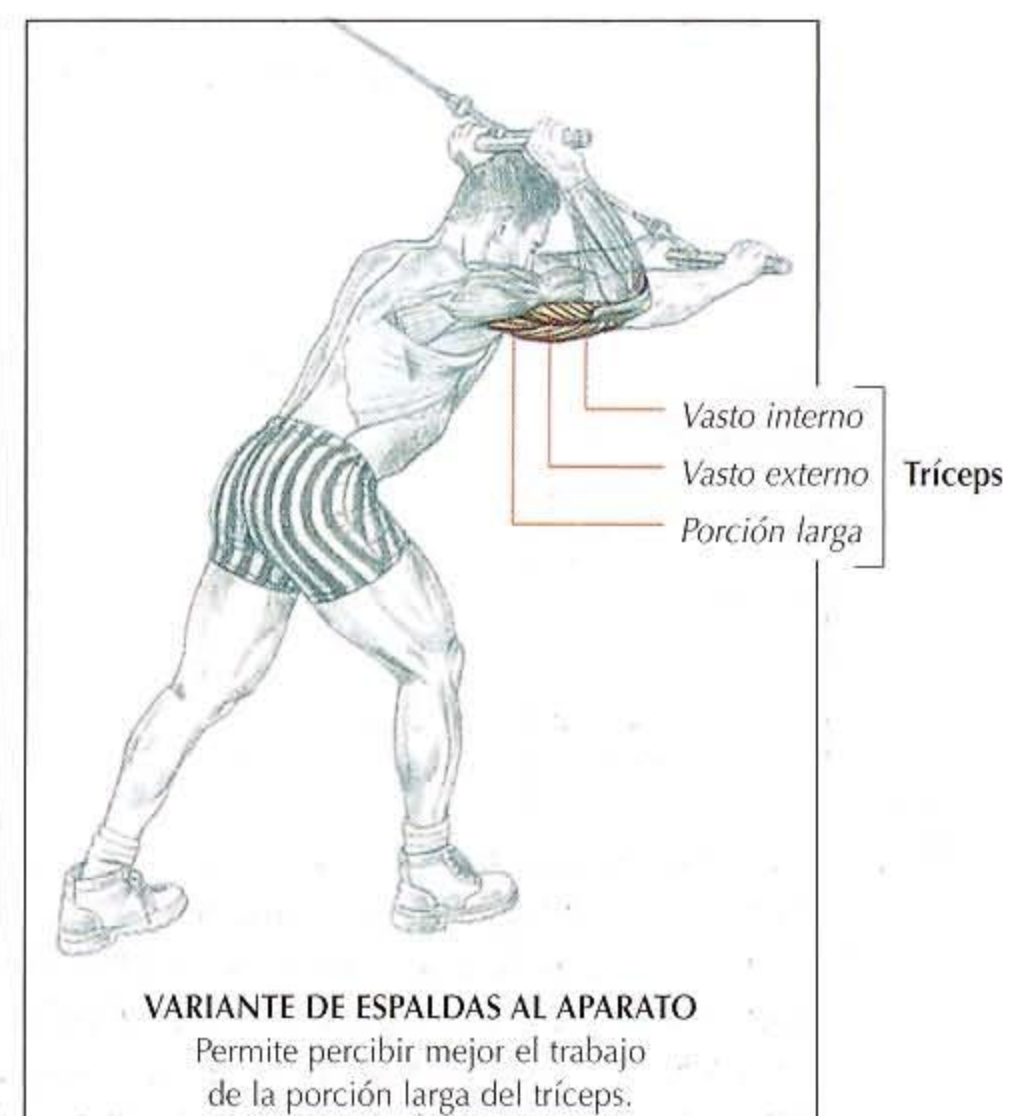 Vasto interno
Vasto externo
Tríceps
Porción larga
VARIANTE DE ESPALDAS AL APARATO
Permite percibir mejor el trabajo
de la porción larga del tríceps.